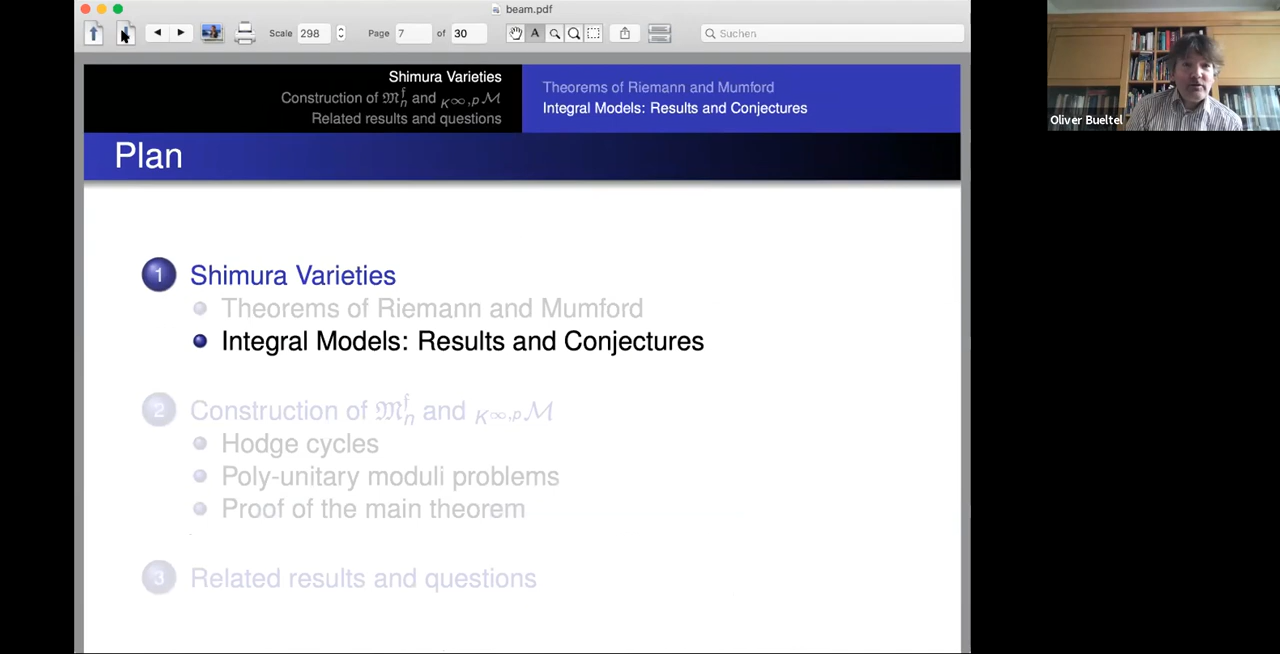 beam.pdf
Scale 298 Page 7 of 30 A Suchen
Shimura Varieties
Construction of 𝔐ᶠₙ and K∞,pℳ
Related results and questions
Theorems of Riemann and Mumford
Integral Models: Results and Conjectures
Oliver Bueltel
Plan
1 Shimura Varieties
Theorems of Riemann and Mumford
Integral Models: Results and Conjectures
2 Construction of 𝔐ᶠₙ and K∞,pℳ
Hodge cycles
Poly-unitary moduli problems
Proof of the main theorem
3 Related results and questions